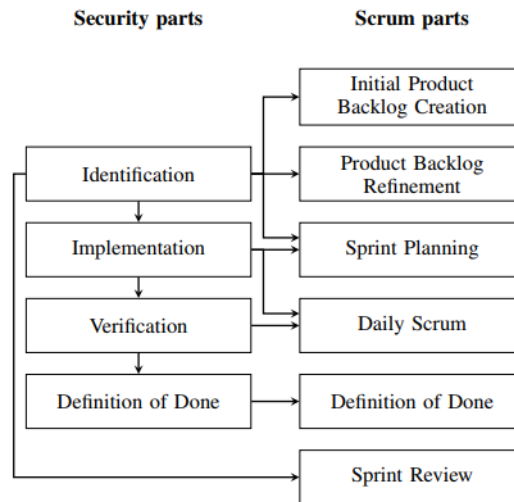 Security parts
Scrum parts
Initial Product
Backlog Creation
Identification
Product Backlog
Refinement
Implementation
Sprint Planning
Verification
Daily Scrum
Definition of Done
Definition of Done
Sprint Review